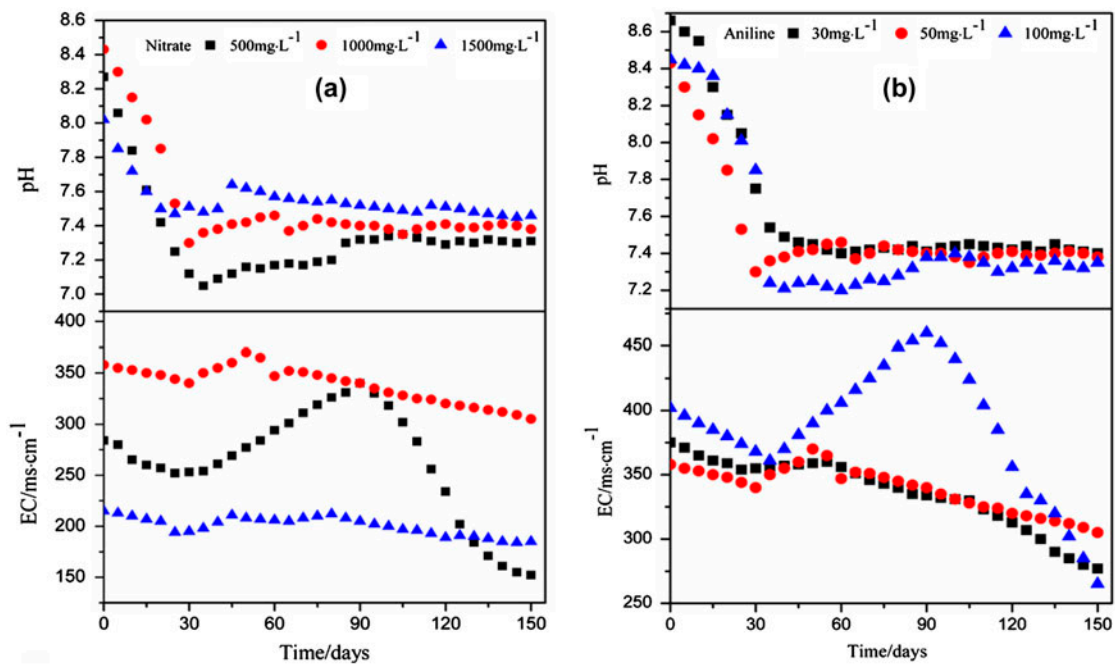 Nitrate 500mg·L⁻¹ 1000mg·L⁻¹ 1500mg·L⁻¹
(a)
8.6
8.4
8.2
8.0
7.8
7.6
7.4
7.2
7.0
pH
400
350
300
250
200
150
EC/ms·cm⁻¹
0 30 60 90 120 150
Time/days
Aniline 30mg·L⁻¹ 50mg·L⁻¹ 100mg·L⁻¹
(b)
8.6
8.4
8.2
8.0
7.8
7.6
7.4
7.2
pH
450
400
350
300
250
EC/ms·cm⁻¹
0 30 60 90 120 150
Time/days